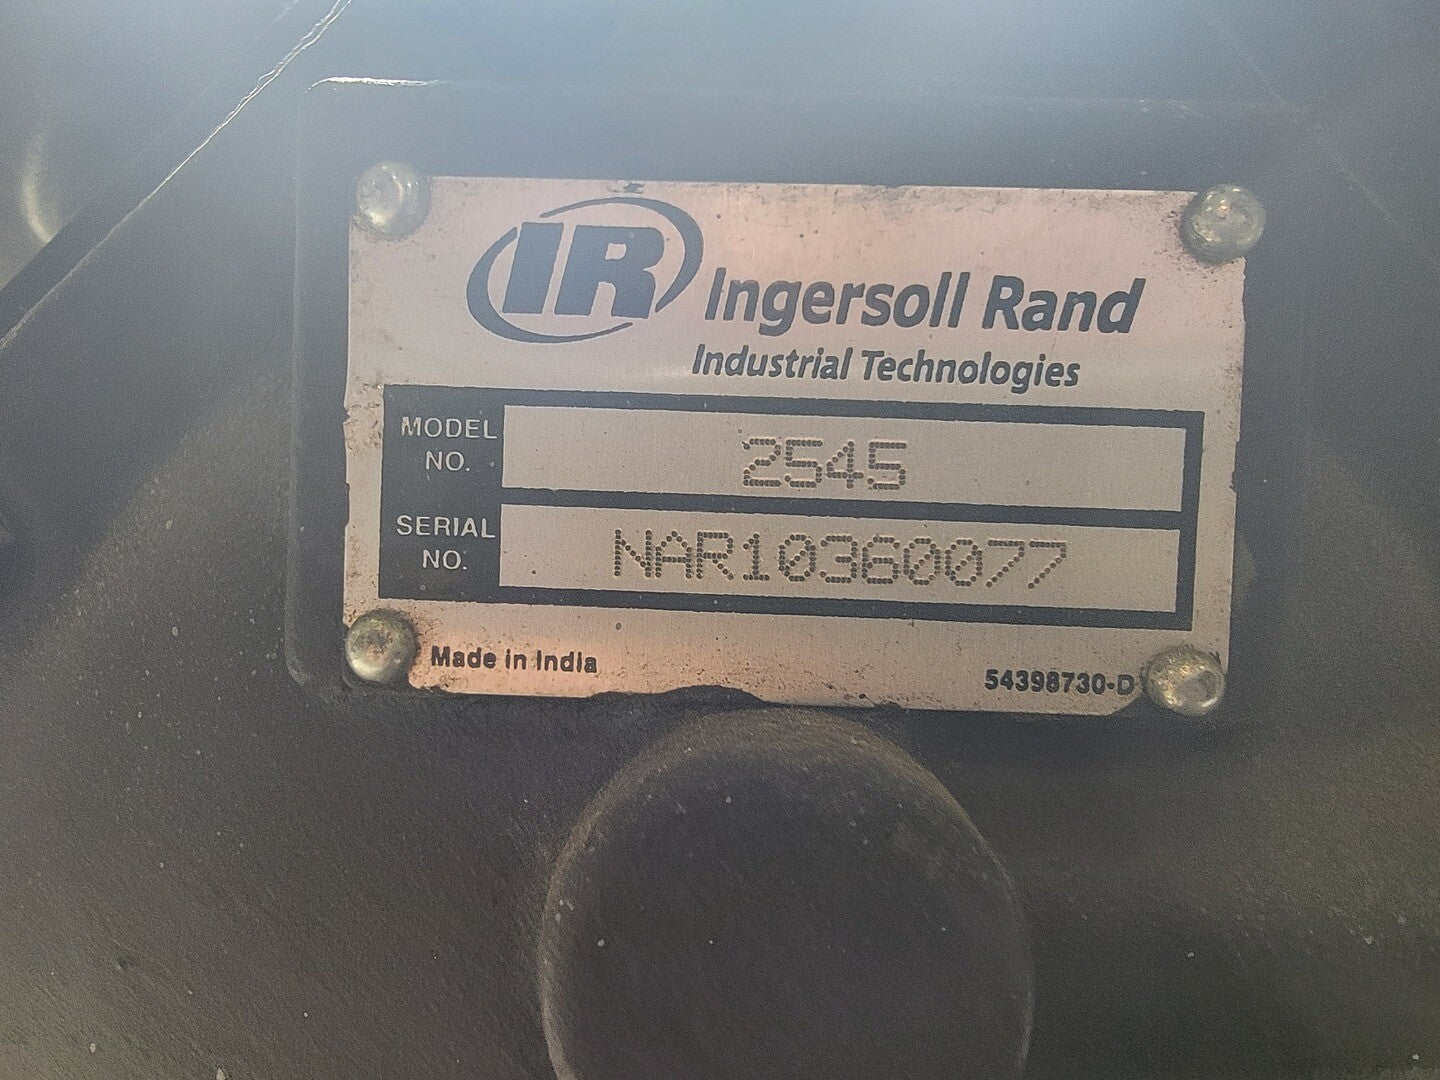 IR Ingersoll Rand
Industrial Technologies
MODEL NO. 2545
SERIAL NO. NAR10360077
Made in India
54398730-D